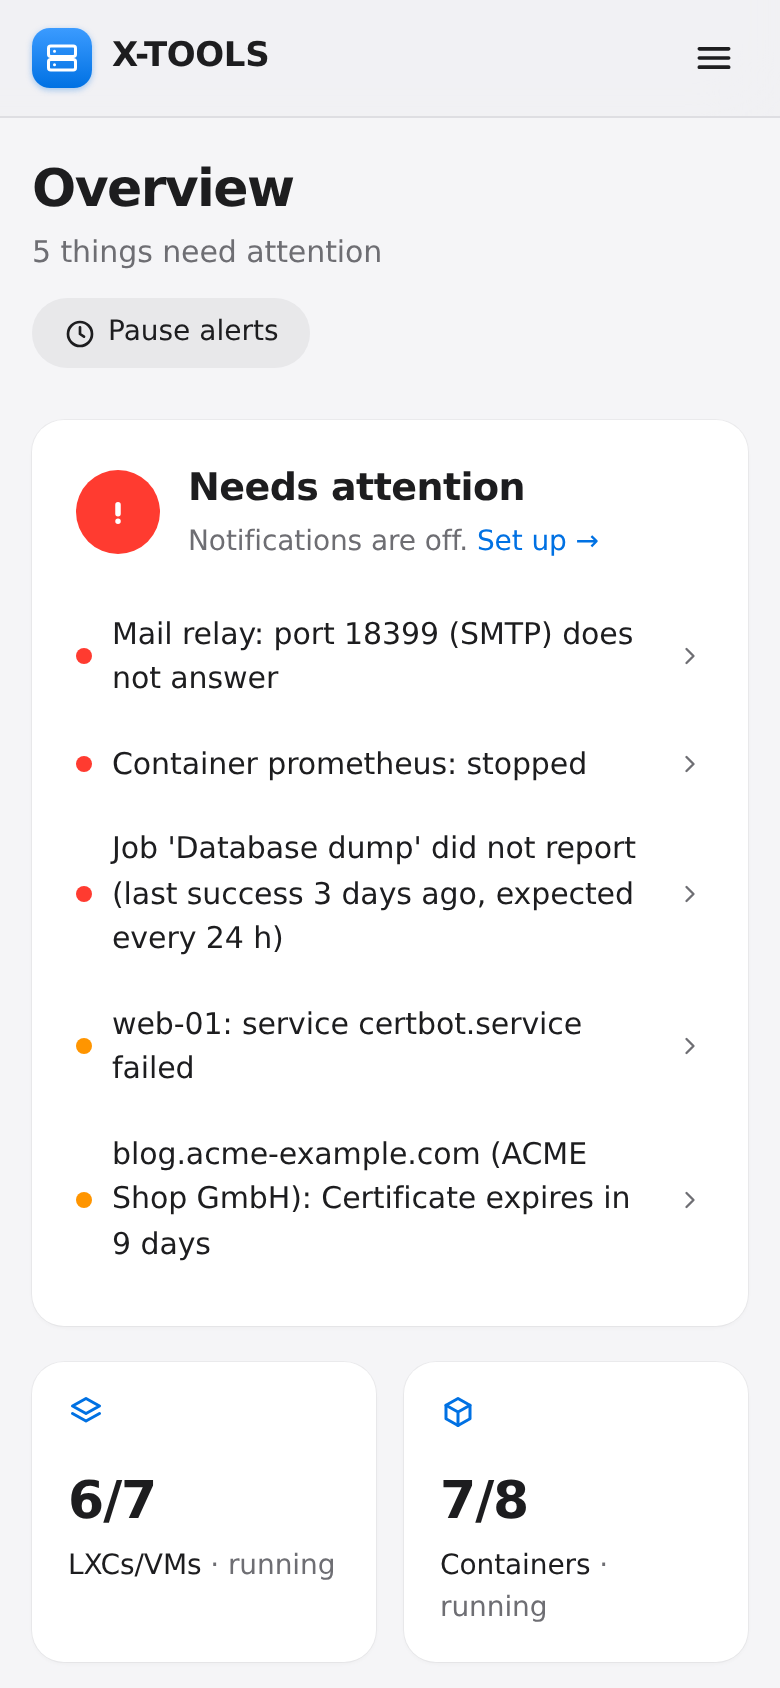 X-TOOLS
Overview
5 things need attention
Pause alerts
Needs attention
Notifications are off. Set up →
Mail relay: port 18399 (SMTP) does
not answer
Container prometheus: stopped
Job 'Database dump' did not report
(last success 3 days ago, expected
every 24 h)
web-01: service certbot.service
failed
blog.acme-example.com (ACME
Shop GmbH): Certificate expires in
9 days
6/7
LXCs/VMs · running
7/8
Containers ·
running